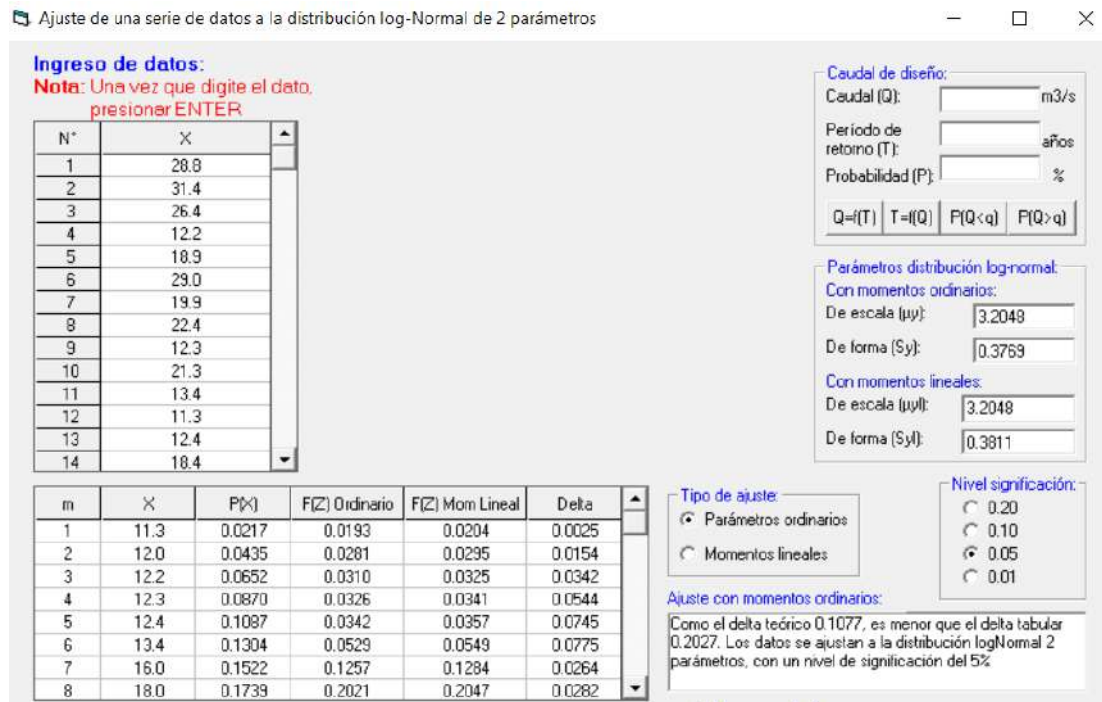 Ajuste de una serie de datos a la distribución log-Normal de 2 parámetros
Ingreso de datos:
Nota: Una vez que digite el dato,
presionar ENTER
N° X
1 28.8
2 31.4
3 26.4
4 12.2
5 18.9
6 29.0
7 19.9
8 22.4
9 12.3
10 21.3
11 13.4
12 11.3
13 12.4
14 18.4
Caudal de diseño:
Caudal (Q): m3/s
Período de
retorno (T): años
Probabilidad (P): %
Q=f(T) T=f(Q) P(Q<q) P(Q>q)
Parámetros distribución log-normal:
Con momentos ordinarios:
De escala (μy): 3.2048
De forma (Sy): 0.3769
Con momentos lineales:
De escala (μyl): 3.2048
De forma (Syl): 0.3811
m X P(X) F(Z) Ordinario F(Z) Mom Lineal Delta
1 11.3 0.0217 0.0193 0.0204 0.0025
2 12.0 0.0435 0.0281 0.0295 0.0154
3 12.2 0.0652 0.0310 0.0325 0.0342
4 12.3 0.0870 0.0326 0.0341 0.0544
5 12.4 0.1087 0.0342 0.0357 0.0745
6 13.4 0.1304 0.0529 0.0549 0.0775
7 16.0 0.1522 0.1257 0.1284 0.0264
8 18.0 0.1739 0.2021 0.2047 0.0282
Tipo de ajuste:
Parámetros ordinarios
Momentos lineales
Nivel significación:
0.20
0.10
0.05
0.01
Ajuste con momentos ordinarios:
Como el delta teórico 0.1077, es menor que el delta tabular
0.2027. Los datos se ajustan a la distribución logNormal 2
parámetros, con un nivel de significación del 5%